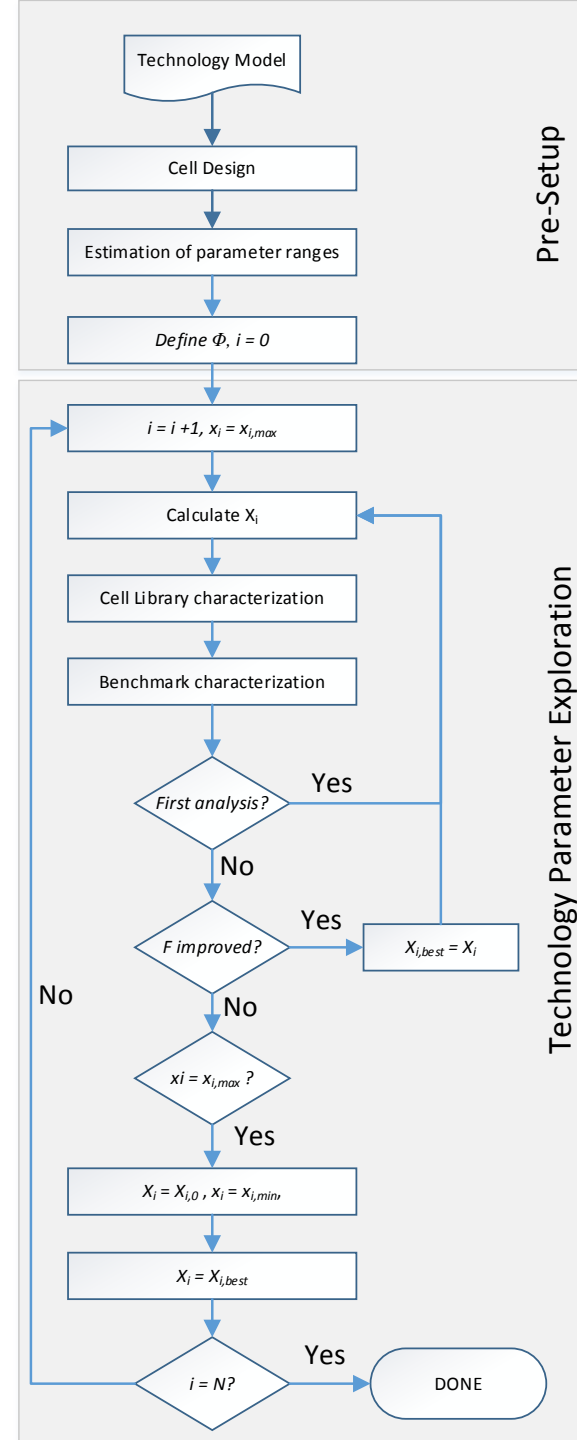 Technology Model
Cell Design
Estimation of parameter ranges
Define Φ, i = 0
Pre-Setup
i = i +1, xi = xi,max
Calculate Xi
Cell Library characterization
Benchmark characterization
First analysis?
Yes
No
F improved?
Yes
Xi,best = Xi
No
No
xi = xi,max ?
Yes
Xi = Xi,0 , xi = xi,min,
Xi = Xi,best
i = N?
Yes
DONE
Technology Parameter Exploration